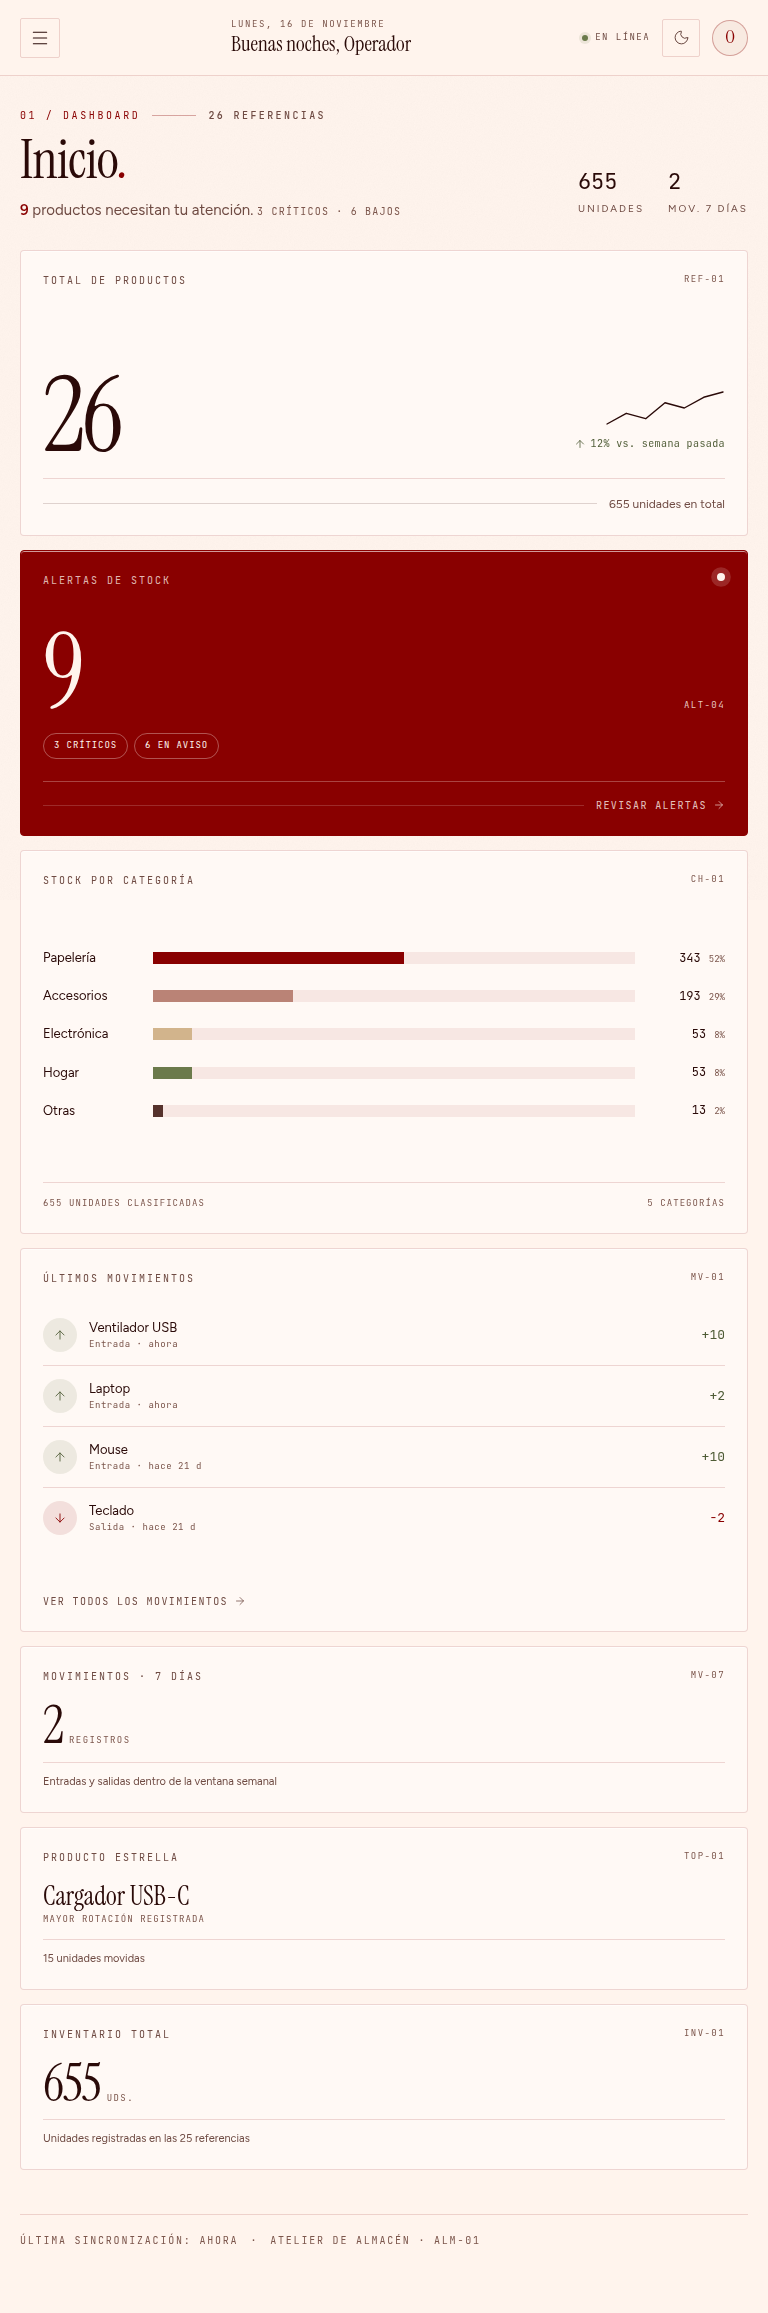 LUNES, 16 DE NOVIEMBRE
Buenas noches, Operador
EN LÍNEA
O
01 / DASHBOARD
26 REFERENCIAS
Inicio.
9 productos necesitan tu atención. 3 CRÍTICOS · 6 BAJOS
655
UNIDADES
2
MOV. 7 DÍAS
TOTAL DE PRODUCTOS
REF-01
26
↑ 12% vs. semana pasada
655 unidades en total
ALERTAS DE STOCK
9
ALT-04
3 CRÍTICOS
6 EN AVISO
REVISAR ALERTAS →
STOCK POR CATEGORÍA
CH-01
Papelería 343 52%
Accesorios 193 29%
Electrónica 53 8%
Hogar 53 8%
Otras 13 2%
655 UNIDADES CLASIFICADAS
5 CATEGORÍAS
ÚLTIMOS MOVIMIENTOS
MV-01
Ventilador USB
Entrada · ahora
+10
Laptop
Entrada · ahora
+2
Mouse
Entrada · hace 21 d
+10
Teclado
Salida · hace 21 d
-2
VER TODOS LOS MOVIMIENTOS →
MOVIMIENTOS · 7 DÍAS
MV-07
2 REGISTROS
Entradas y salidas dentro de la ventana semanal
PRODUCTO ESTRELLA
TOP-01
Cargador USB-C
MAYOR ROTACIÓN REGISTRADA
15 unidades movidas
INVENTARIO TOTAL
INV-01
655 UDS.
Unidades registradas en las 25 referencias
ÚLTIMA SINCRONIZACIÓN: AHORA · ATELIER DE ALMACÉN · ALM-01